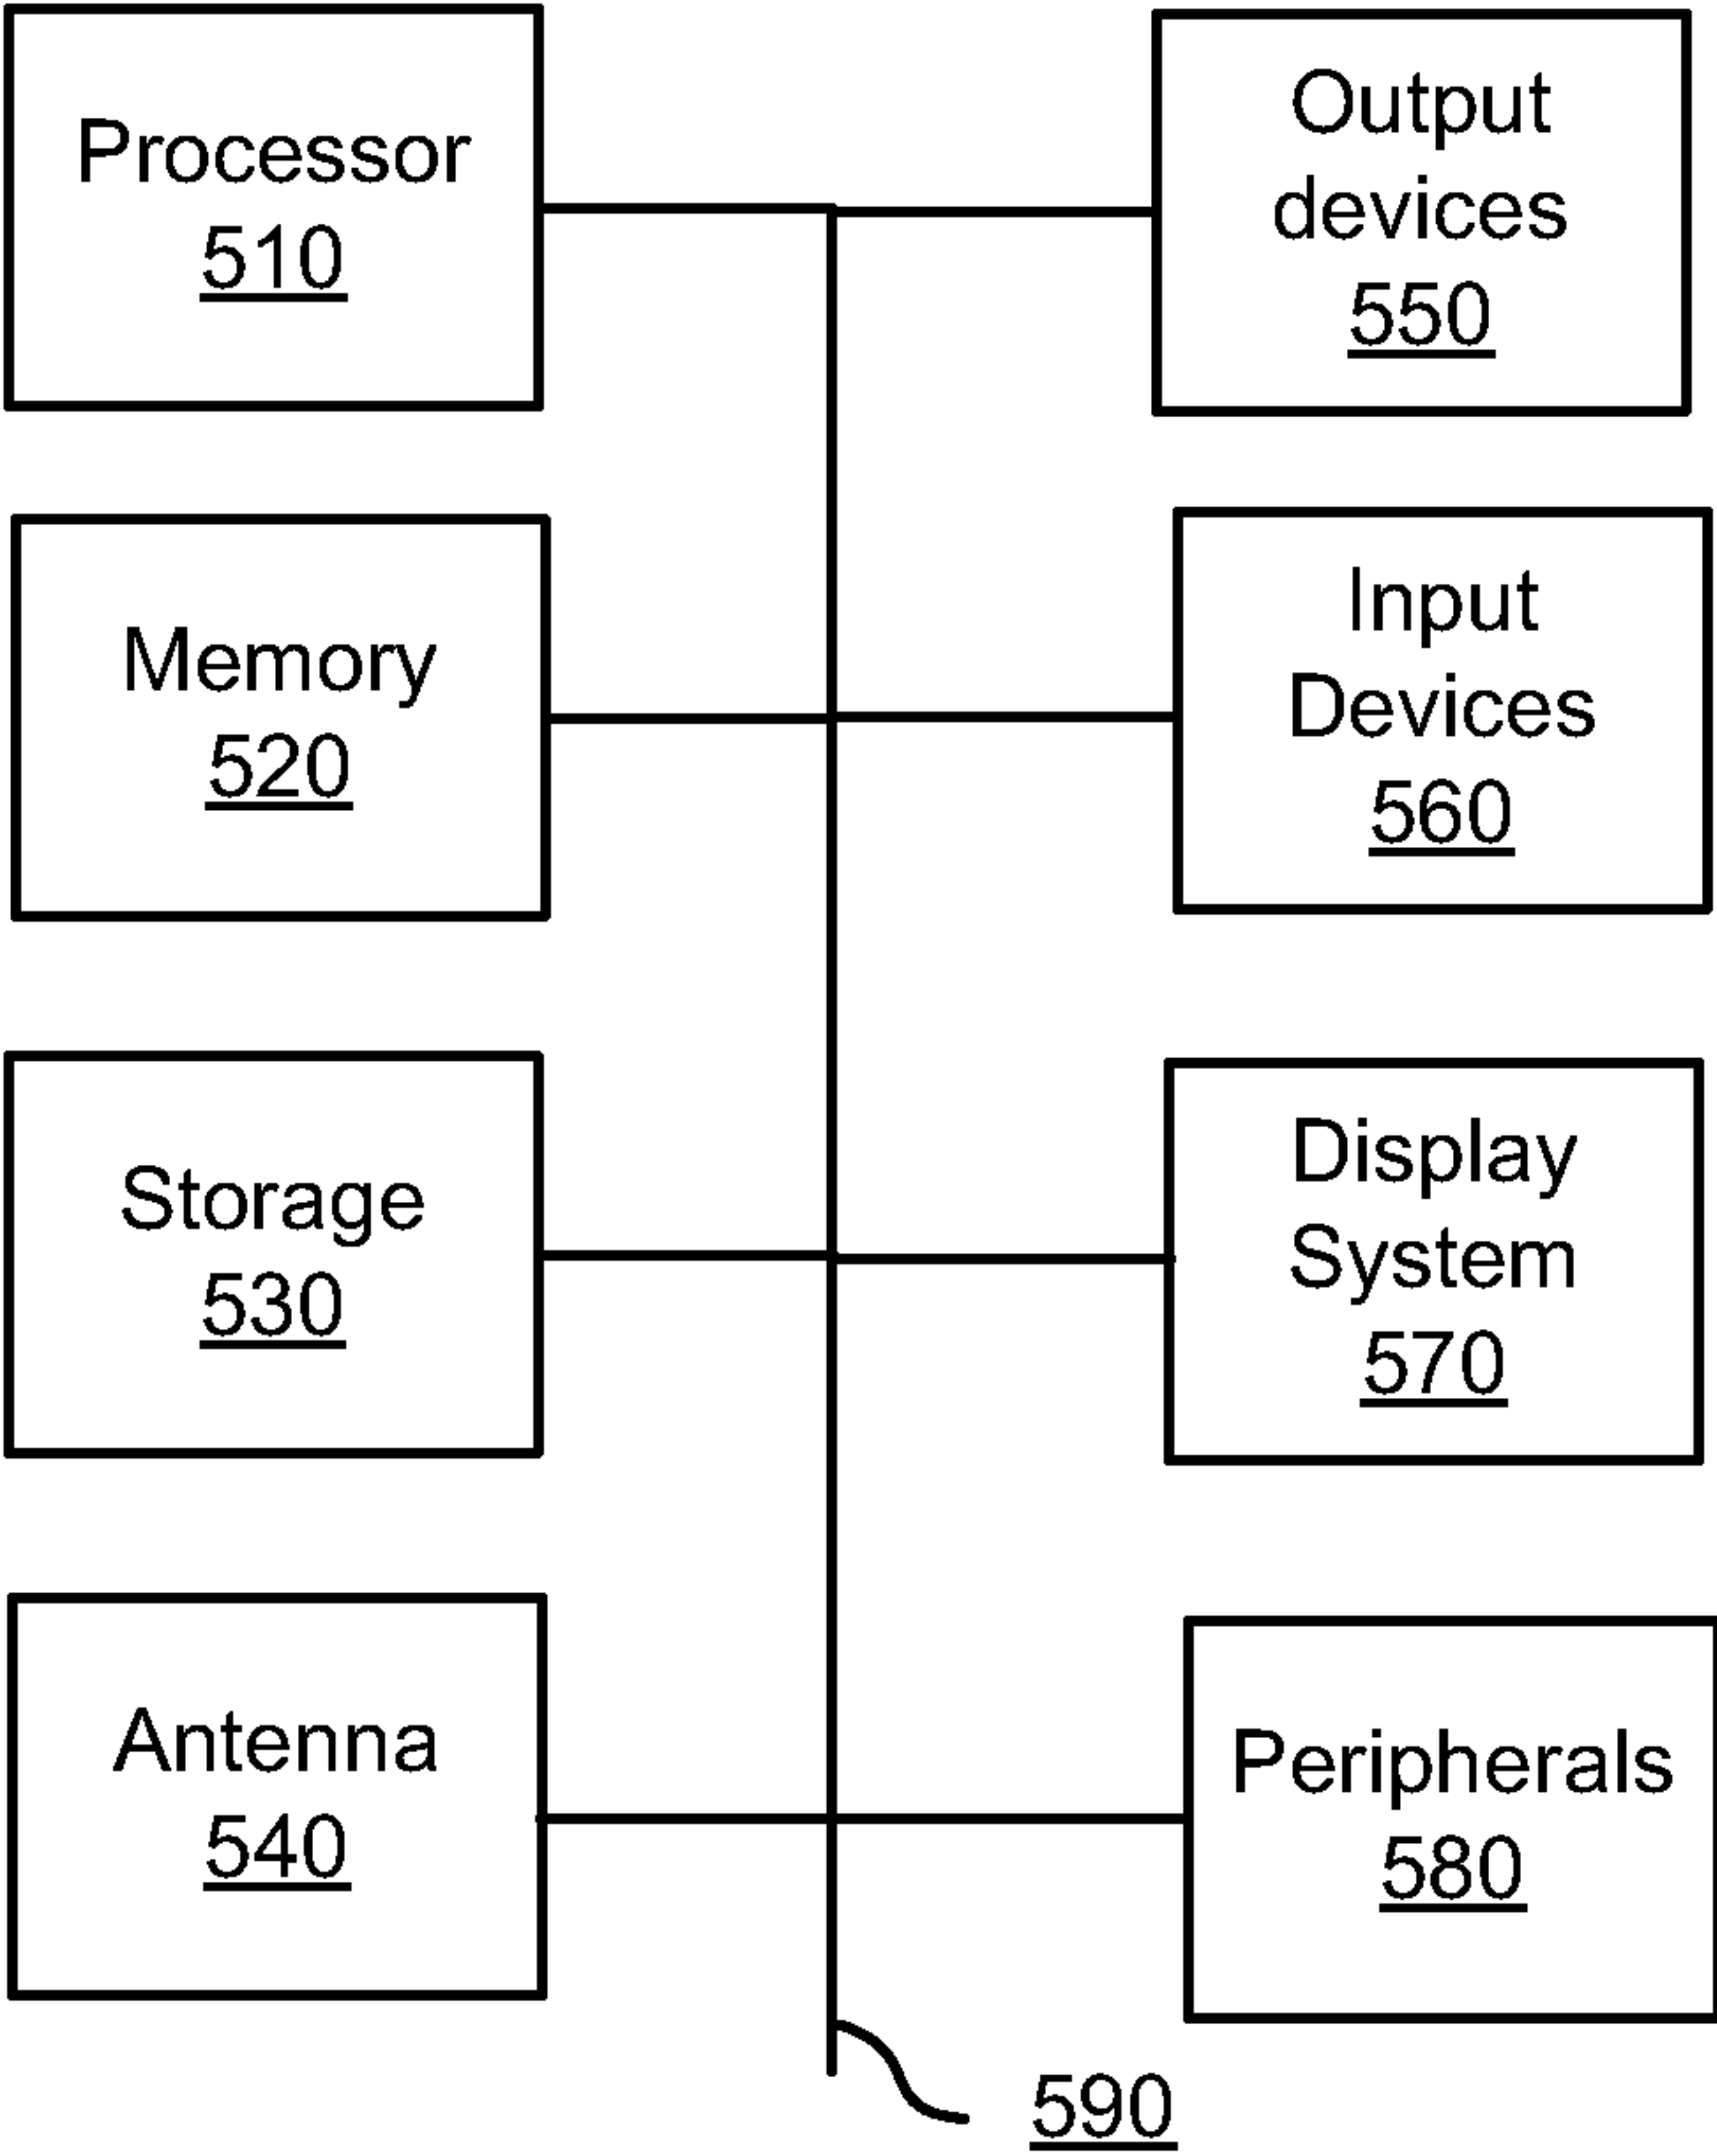 Processor
510
Output
devices
550
Memory
520
Input
Devices
560
Storage
530
Display
System
570
Antenna
540
Peripherals
580
590